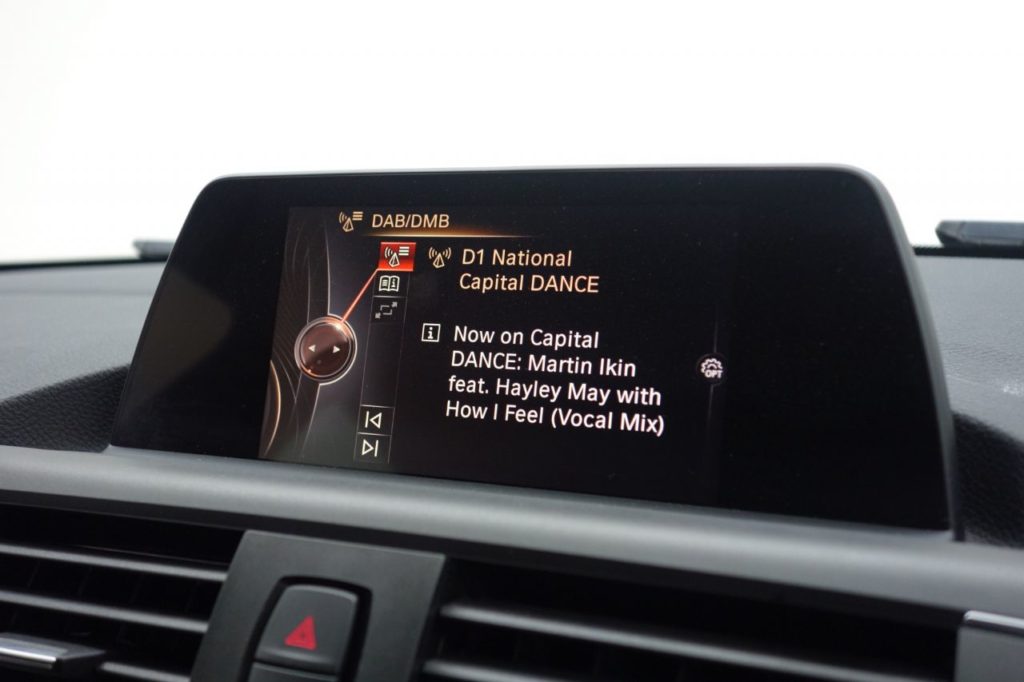 DAB/DMB
D1 National
Capital DANCE
Now on Capital
DANCE: Martin Ikin
feat. Hayley May with
How I Feel (Vocal Mix)
OPT